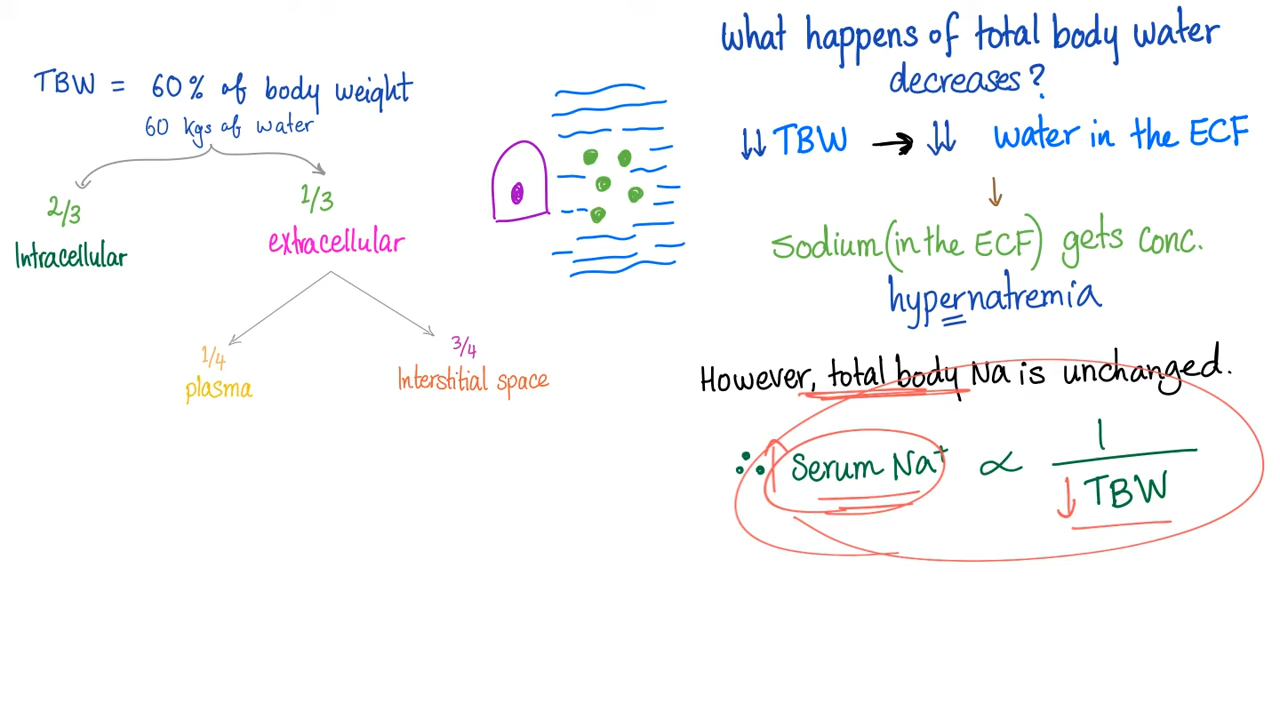 TBW = 60% of body weight
60 kgs of water
2/3
Intracellular
1/3
extracellular
1/4
plasma
3/4
Interstitial space
What happens of total body water
decreases?
↓↓ TBW → ↓↓ water in the ECF
↓
Sodium (in the ECF) gets conc.
hypernatremia
However, total body Na is unchanged.
∴ ↑ Serum Na⁺ ∝ 1
↓ TBW